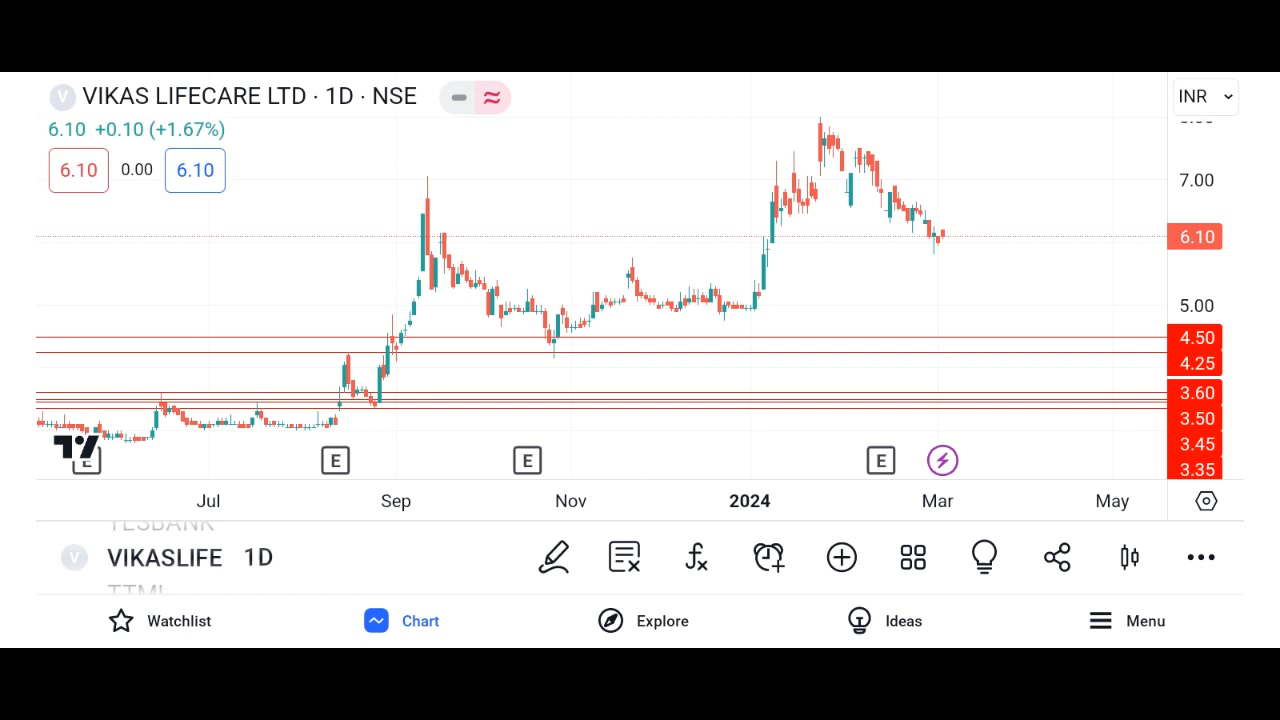 VIKAS LIFECARE LTD · 1D · NSE
INR
6.10 +0.10 (+1.67%)
6.10 0.00 6.10
7.00
6.10
5.00
4.50
4.25
3.60
3.50
3.45
3.35
E E E E
Jul Sep Nov 2024 Mar May
YESBANK
V VIKASLIFE 1D
TTML
Watchlist Chart Explore Ideas Menu